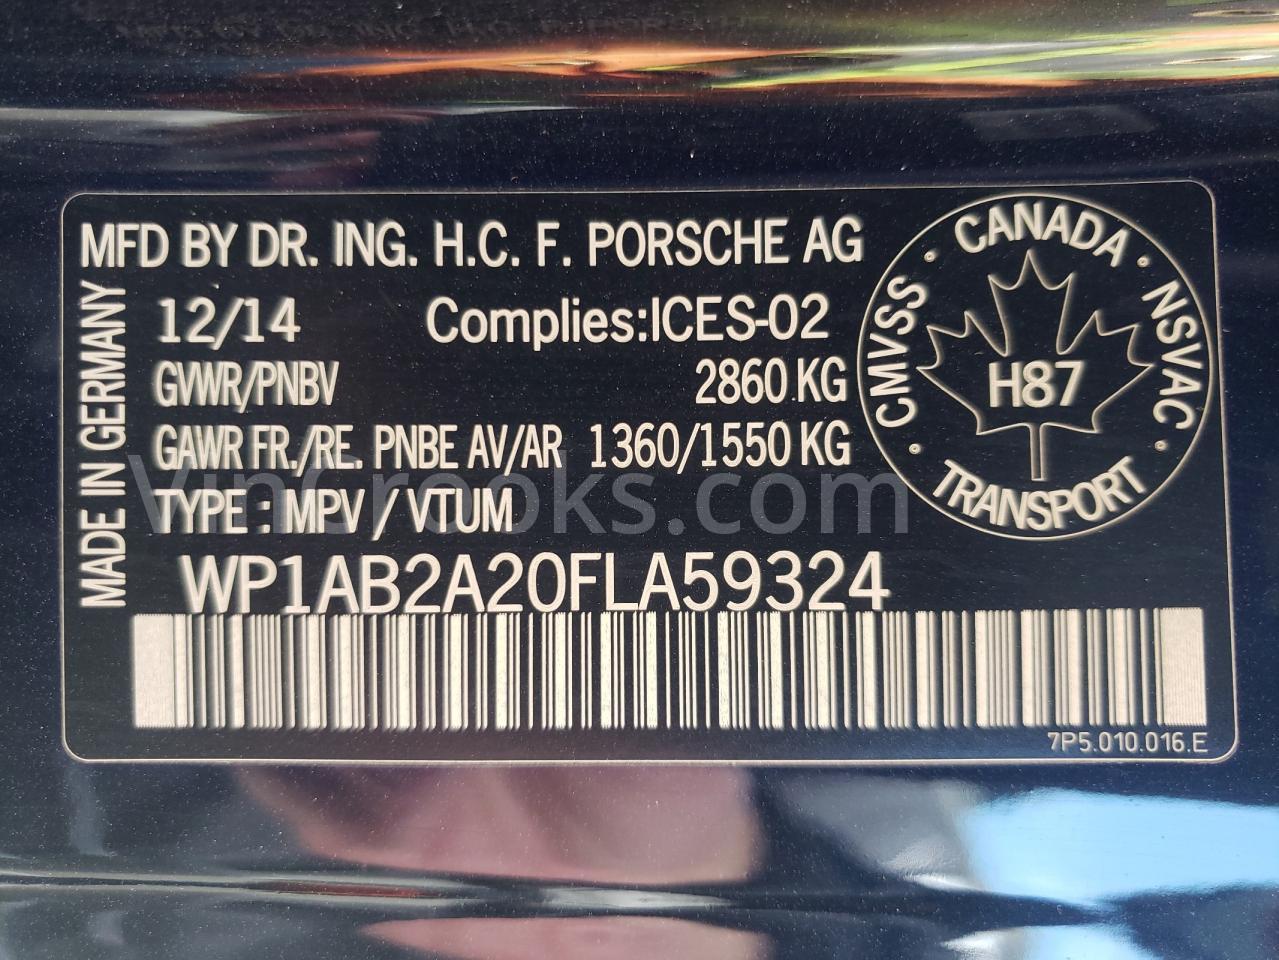 MFD BY DR. ING. H.C. F. PORSCHE AG
12/14 Complies:ICES-02
GVWR/PNBV 2860 KG
GAWR FR./RE. PNBE AV/AR 1360/1550 KG
TYPE : MPV / VTUM
WP1AB2A20FLA59324
7P5.010.016.E
MADE IN GERMANY
CANADA
CMVSS · NSVAC
H87
TRANSPORT
VinCrooks.com